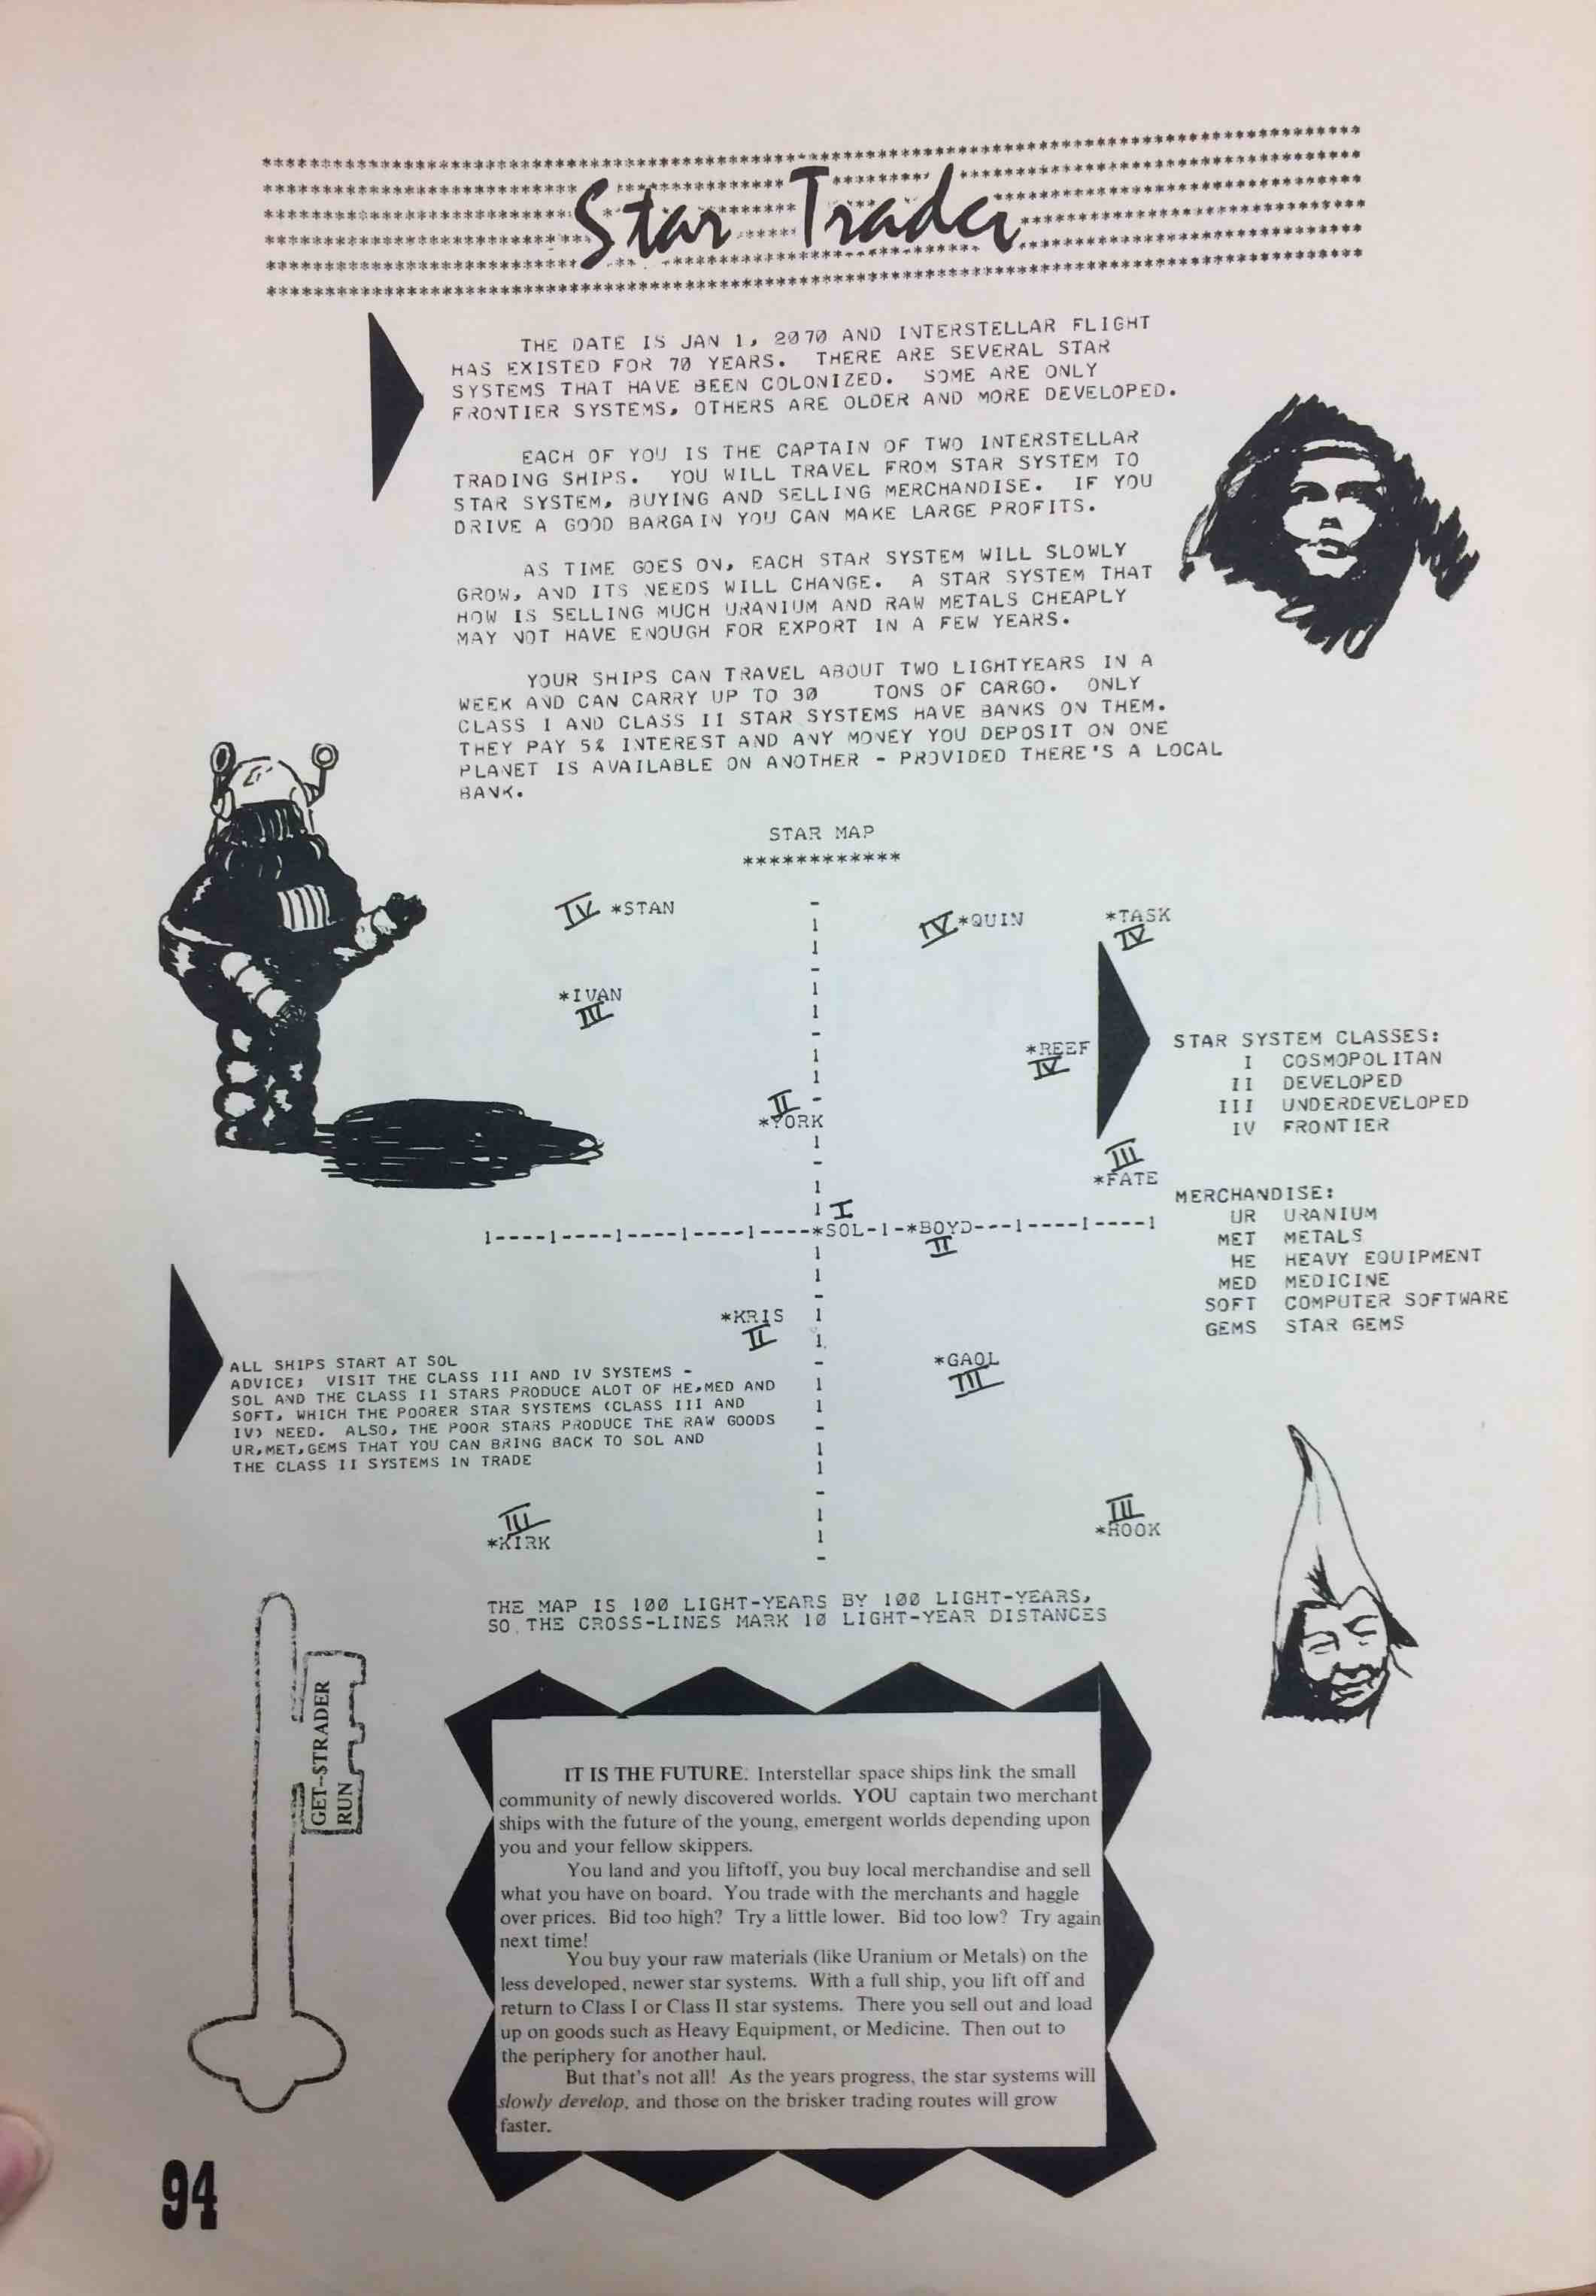 ************************************************************
Star Trader
THE DATE IS JAN 1, 2070 AND INTERSTELLAR FLIGHT
HAS EXISTED FOR 70 YEARS. THERE ARE SEVERAL STAR
SYSTEMS THAT HAVE BEEN COLONIZED. SOME ARE ONLY
FRONTIER SYSTEMS, OTHERS ARE OLDER AND MORE DEVELOPED.
EACH OF YOU IS THE CAPTAIN OF TWO INTERSTELLAR
TRADING SHIPS. YOU WILL TRAVEL FROM STAR SYSTEM TO
STAR SYSTEM, BUYING AND SELLING MERCHANDISE. IF YOU
DRIVE A GOOD BARGAIN YOU CAN MAKE LARGE PROFITS.
AS TIME GOES ON, EACH STAR SYSTEM WILL SLOWLY
GROW, AND ITS NEEDS WILL CHANGE. A STAR SYSTEM THAT
HOW IS SELLING MUCH URANIUM AND RAW METALS CHEAPLY
MAY NOT HAVE ENOUGH FOR EXPORT IN A FEW YEARS.
YOUR SHIPS CAN TRAVEL ABOUT TWO LIGHTYEARS IN A
WEEK AND CAN CARRY UP TO 30 TONS OF CARGO. ONLY
CLASS I AND CLASS II STAR SYSTEMS HAVE BANKS ON THEM.
THEY PAY 5% INTEREST AND ANY MONEY YOU DEPOSIT ON ONE
PLANET IS AVAILABLE ON ANOTHER - PROVIDED THERE'S A LOCAL
BANK.
STAR MAP
************
IV *STAN
IV *QUIN
*TASK
IV
*IVAN
III
*REEF
IV
STAR SYSTEM CLASSES:
I COSMOPOLITAN
II DEVELOPED
III UNDERDEVELOPED
IV FRONTIER
II
*YORK
III
*FATE
MERCHANDISE:
UR URANIUM
MET METALS
HE HEAVY EQUIPMENT
MED MEDICINE
SOFT COMPUTER SOFTWARE
GEMS STAR GEMS
I
1----1----1----1----1----*SOL-1-*BOYD---1----1----1
II
*KRIS
II
*GAOL
III
ALL SHIPS START AT SOL
ADVICE; VISIT THE CLASS III AND IV SYSTEMS -
SOL AND THE CLASS II STARS PRODUCE ALOT OF HE,MED AND
SOFT, WHICH THE POORER STAR SYSTEMS (CLASS III AND
IV) NEED. ALSO, THE POOR STARS PRODUCE THE RAW GOODS
UR,MET,GEMS THAT YOU CAN BRING BACK TO SOL AND
THE CLASS II SYSTEMS IN TRADE
III
*KIRK
III
*HOOK
THE MAP IS 100 LIGHT-YEARS BY 100 LIGHT-YEARS,
SO THE CROSS-LINES MARK 10 LIGHT-YEAR DISTANCES
GET-$TRADER
RUN
IT IS THE FUTURE. Interstellar space ships link the small
community of newly discovered worlds. YOU captain two merchant
ships with the future of the young, emergent worlds depending upon
you and your fellow skippers.
You land and you liftoff, you buy local merchandise and sell
what you have on board. You trade with the merchants and haggle
over prices. Bid too high? Try a little lower. Bid too low? Try again
next time!
You buy your raw materials (like Uranium or Metals) on the
less developed, newer star systems. With a full ship, you lift off and
return to Class I or Class II star systems. There you sell out and load
up on goods such as Heavy Equipment, or Medicine. Then out to
the periphery for another haul.
But that's not all! As the years progress, the star systems will
slowly develop, and those on the brisker trading routes will grow
faster.
94